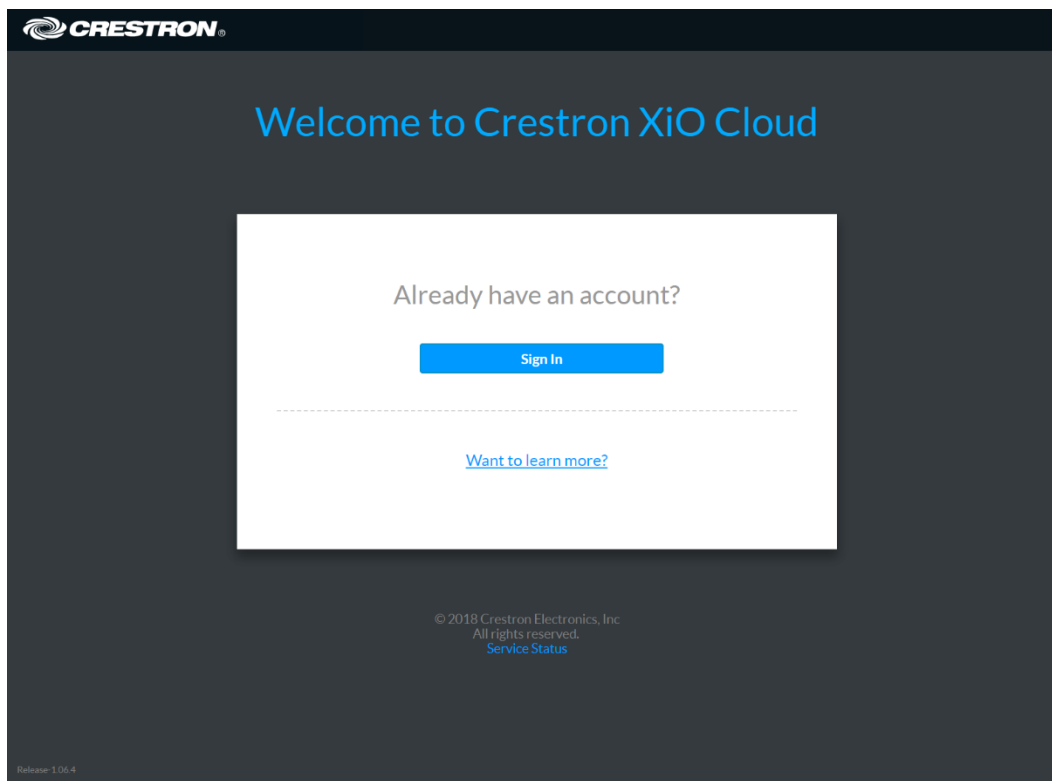 CRESTRON®
Welcome to Crestron XiO Cloud
Already have an account?
Sign In
Want to learn more?
© 2018 Crestron Electronics, Inc
All rights reserved.
Service Status
Release-1.06.4